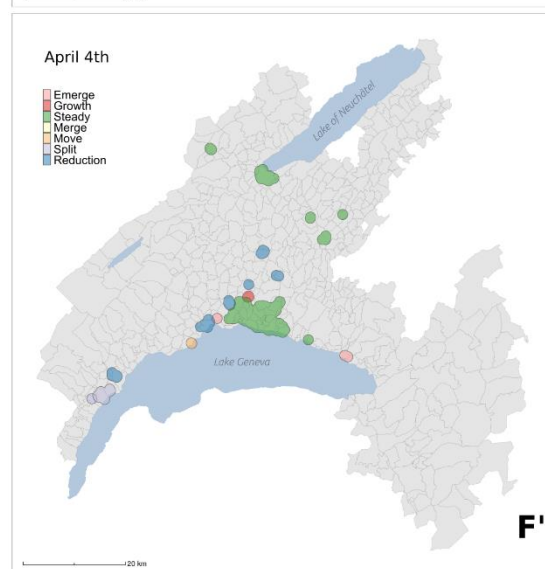 April 4th
Emerge
Growth
Steady
Merge
Move
Split
Reduction
Lake of Neuchâtel
Lake Geneva
F'
20 km